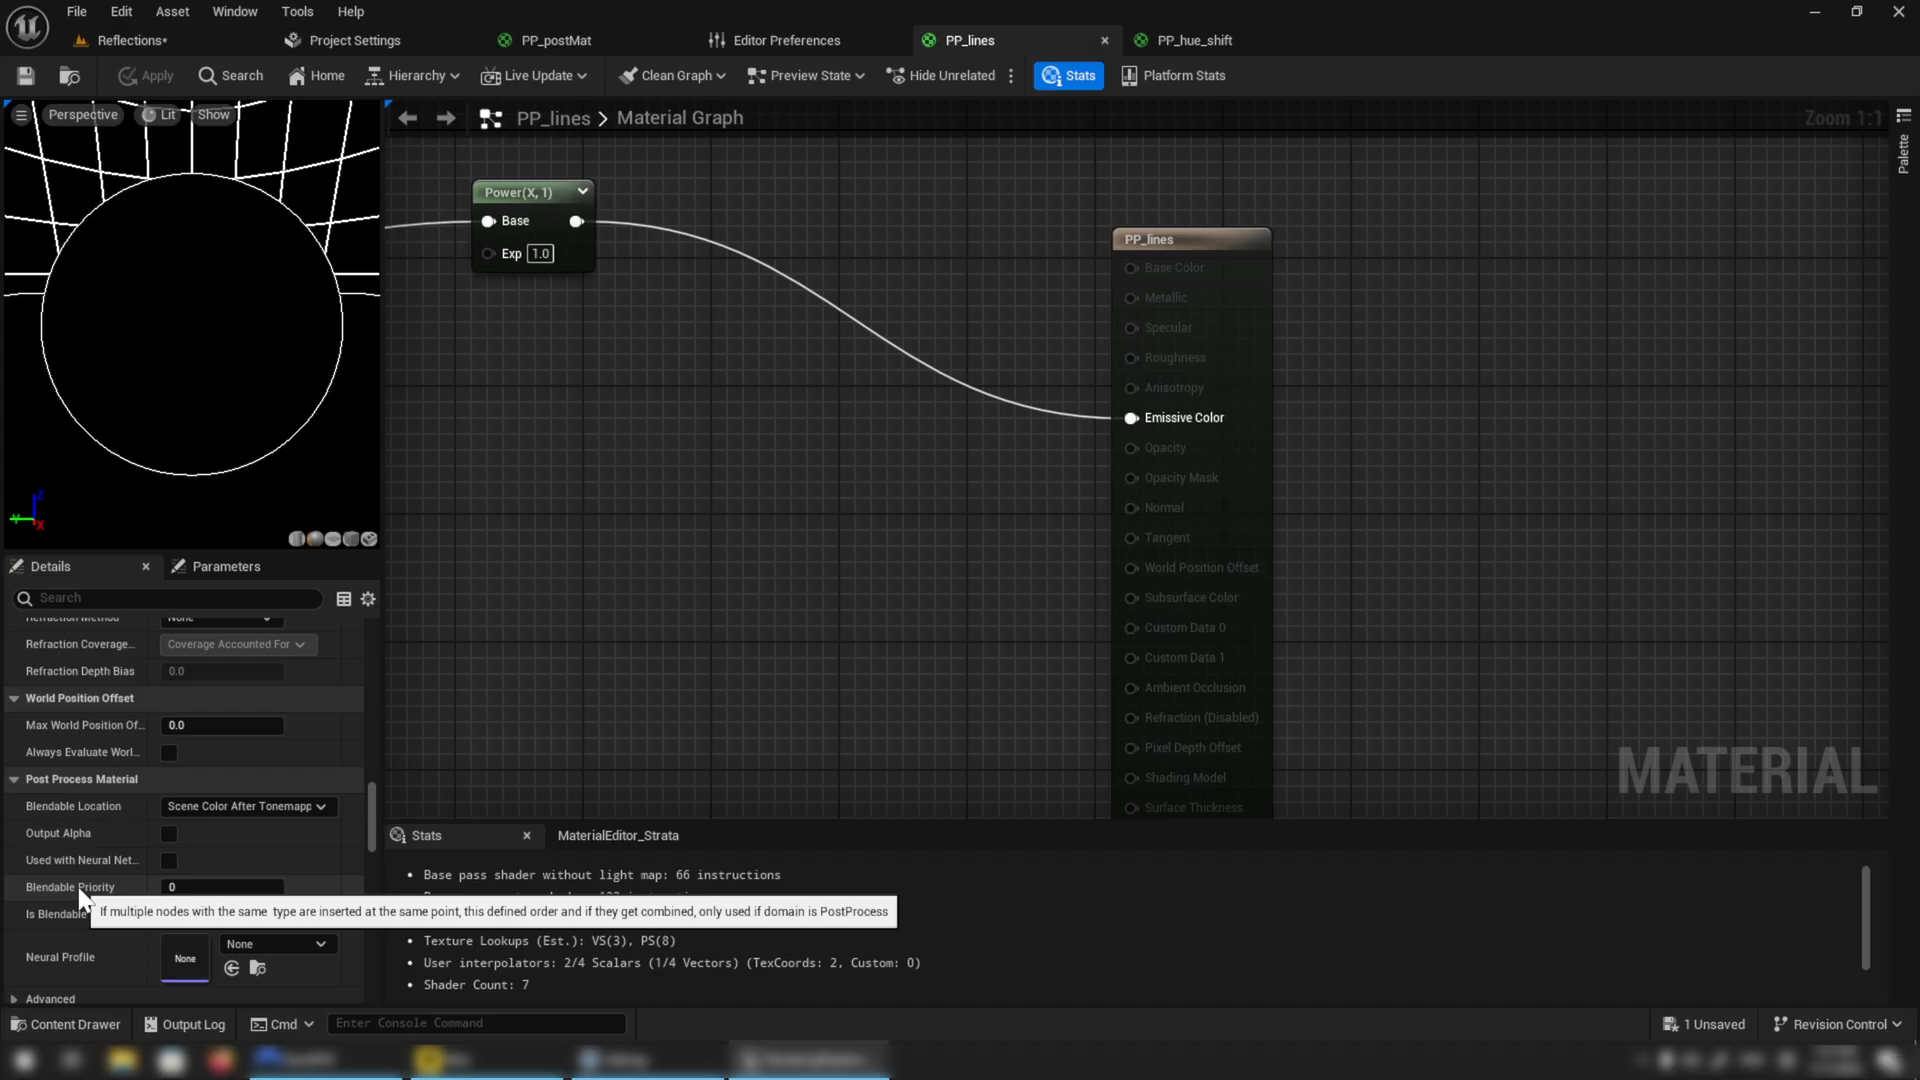 File Edit Asset Window Tools Help
Reflections* Project Settings PP_postMat Editor Preferences PP_lines PP_hue_shift
Apply Search Home Hierarchy Live Update Clean Graph Preview State Hide Unrelated Stats Platform Stats
Perspective Lit Show
PP_lines > Material Graph
Zoom 1:1
Palette
Power(X, 1)
Base
Exp 1.0
PP_lines
Base Color
Metallic
Specular
Roughness
Anisotropy
Emissive Color
Opacity
Opacity Mask
Normal
Tangent
World Position Offset
Subsurface Color
Custom Data 0
Custom Data 1
Ambient Occlusion
Refraction (Disabled)
Pixel Depth Offset
Shading Model
Surface Thickness
MATERIAL
Z
Y
X
Details Parameters
Search
Refraction Method None
Refraction Coverage... Coverage Accounted For
Refraction Depth Bias 0.0
World Position Offset
Max World Position Of... 0.0
Always Evaluate Worl...
Post Process Material
Blendable Location Scene Color After Tonemapp
Output Alpha
Used with Neural Net...
Blendable Priority 0
Is Blendable
If multiple nodes with the same type are inserted at the same point, this defined order and if they get combined, only used if domain is PostProcess
Neural Profile None None
Advanced
Stats MaterialEditor_Strata
• Base pass shader without light map: 66 instructions
• Texture Lookups (Est.): VS(3), PS(8)
• User interpolators: 2/4 Scalars (1/4 Vectors) (TexCoords: 2, Custom: 0)
• Shader Count: 7
Content Drawer Output Log Cmd Enter Console Command 1 Unsaved Revision Control